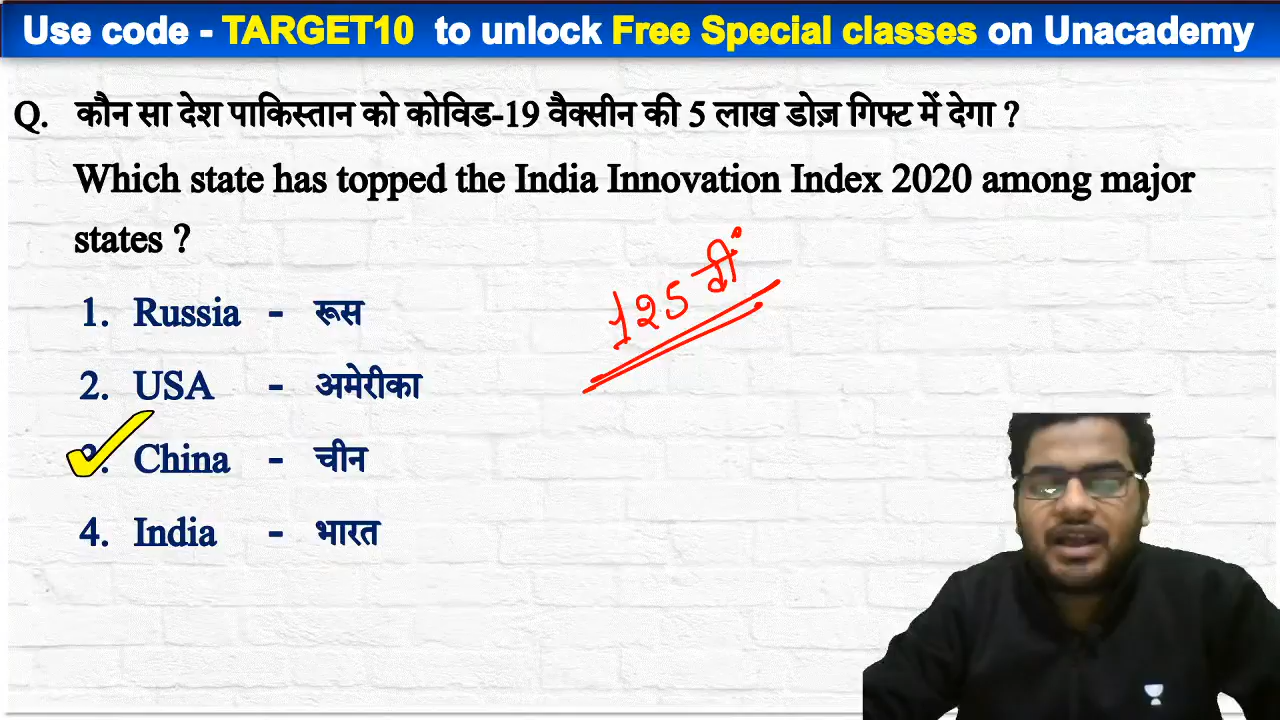 Use code - TARGET10 to unlock Free Special classes on Unacademy
Q. कौन सा देश पाकिस्तान को कोविड-19 वैक्सीन की 5 लाख डोज़ गिफ्ट में देगा ?
Which state has topped the India Innovation Index 2020 among major
states ?
125 वीं
1. Russia - रूस
2. USA - अमेरीका
3. China - चीन
4. India - भारत